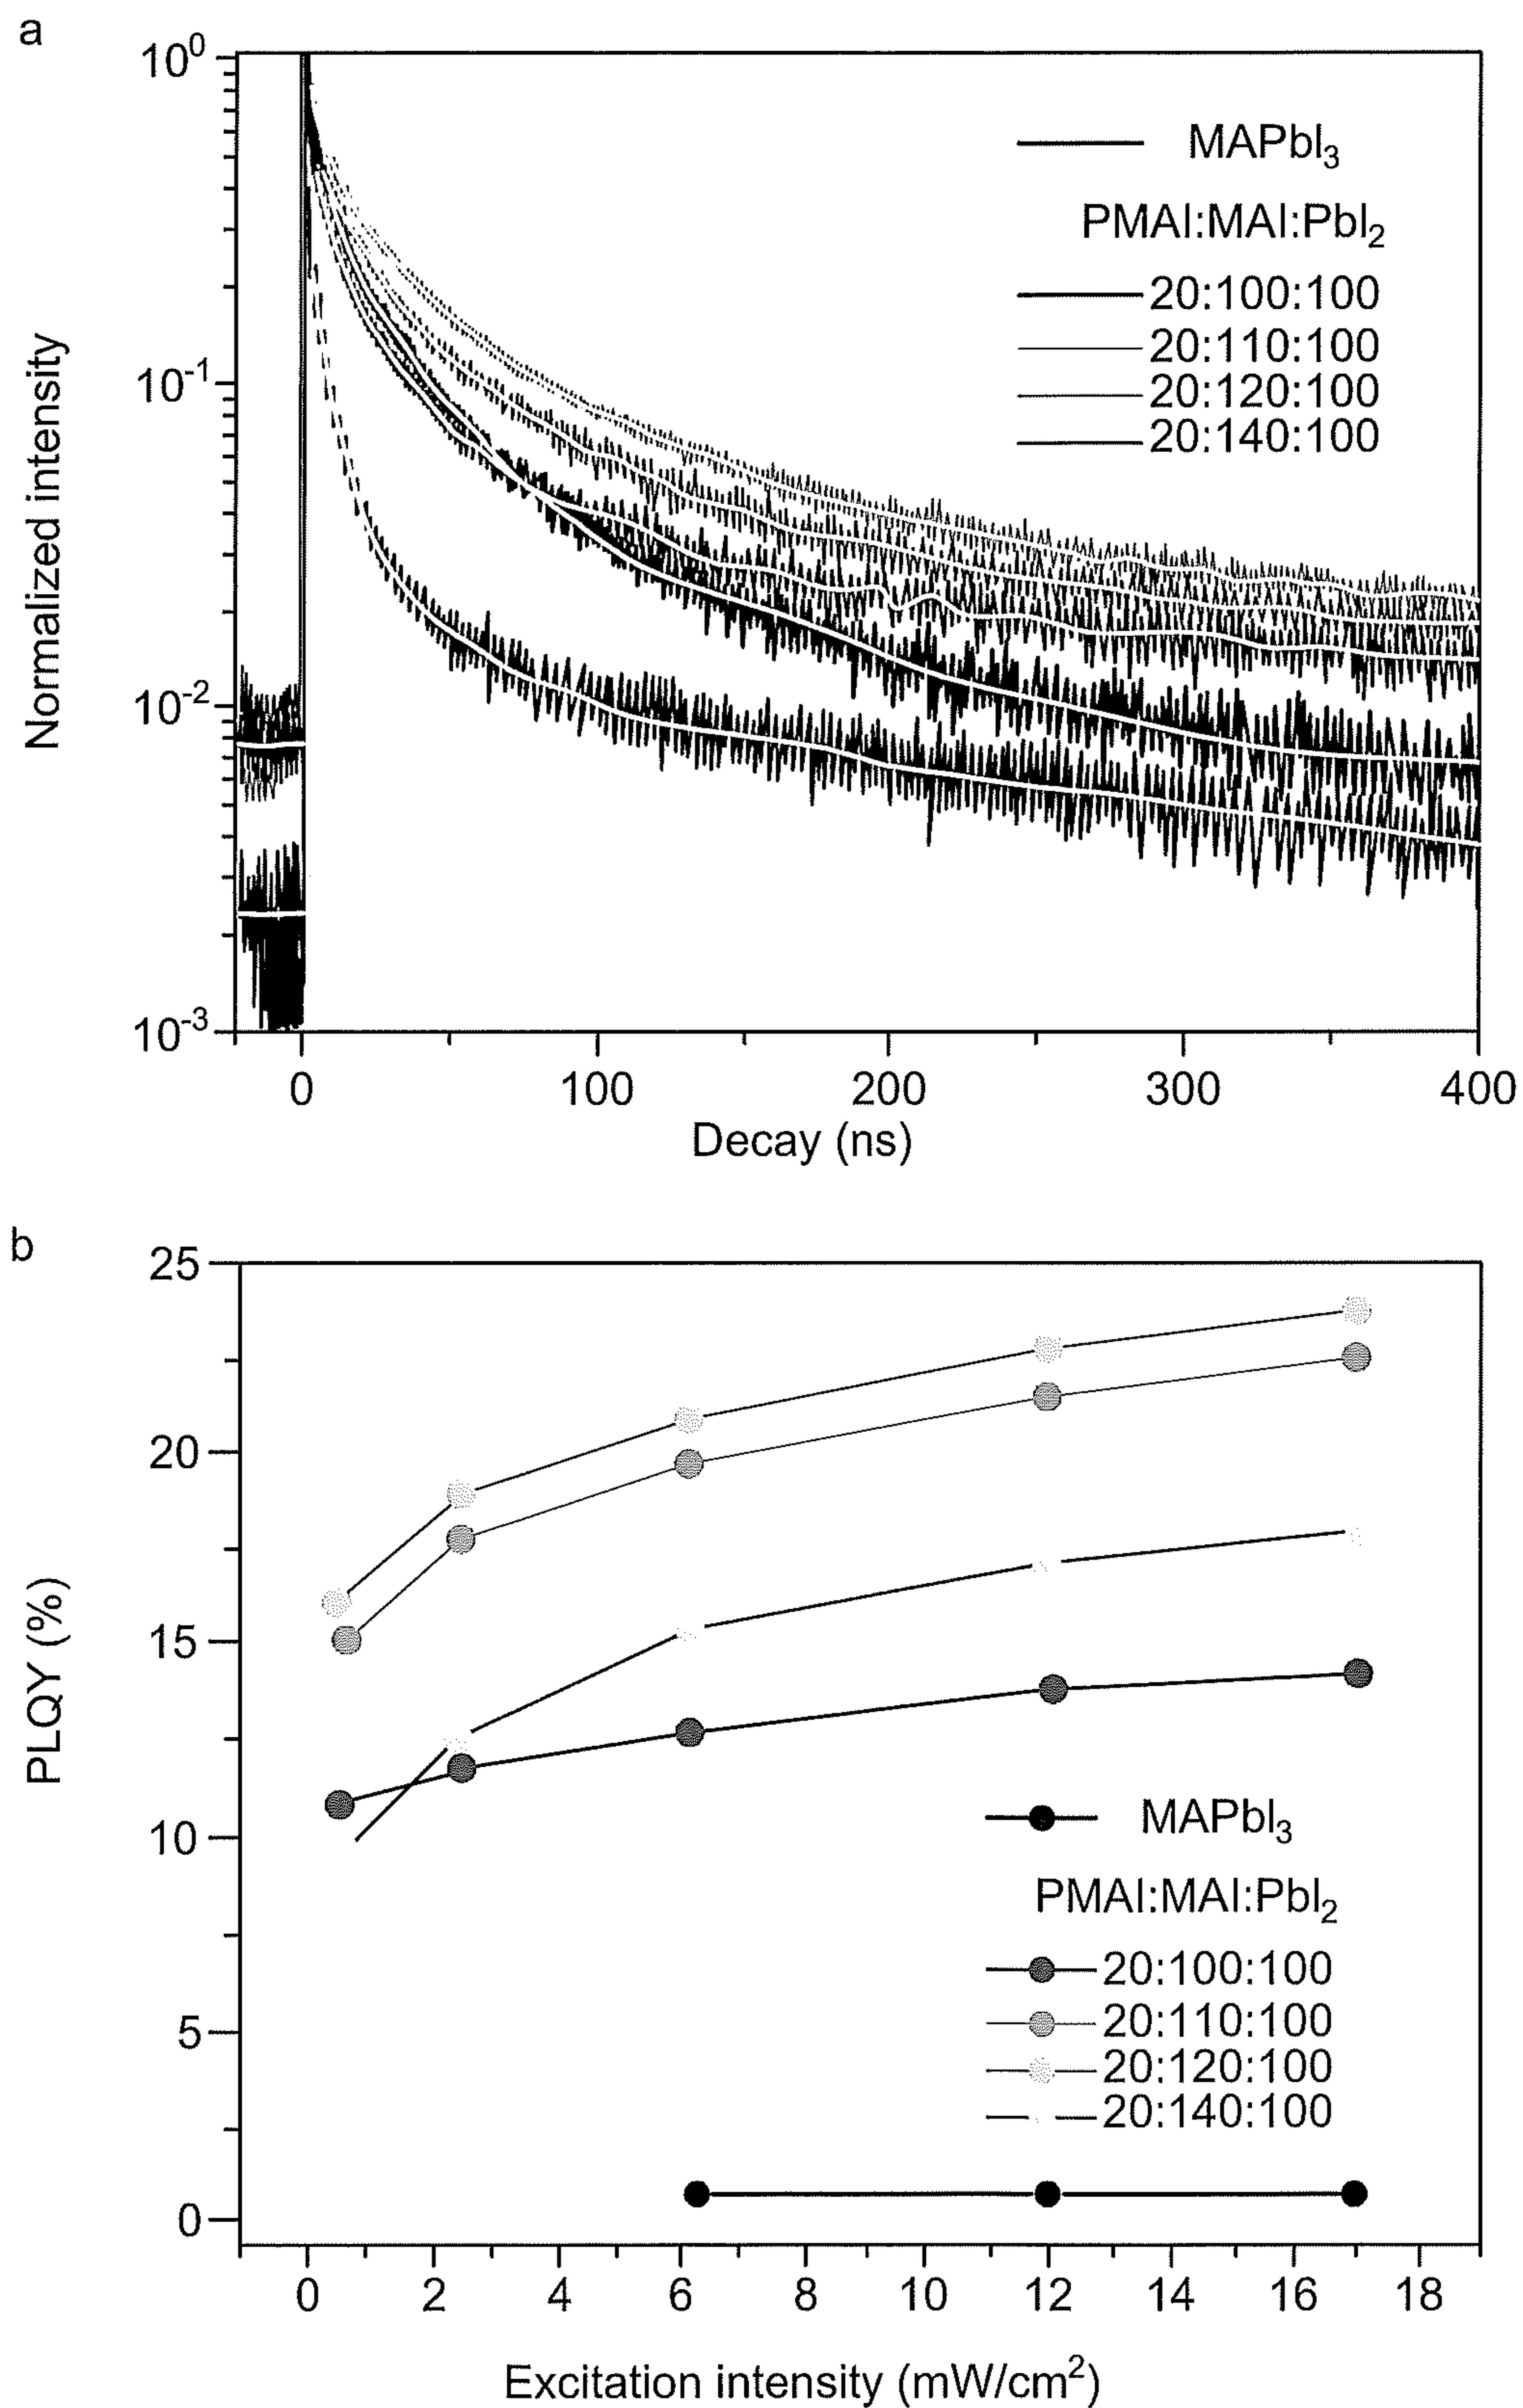 a
10⁰
10⁻¹
10⁻²
10⁻³
Normalized intensity
MAPbI₃
PMAI:MAI:PbI₂
20:100:100
20:110:100
20:120:100
20:140:100
0 100 200 300 400
Decay (ns)
b
25
20
15
10
5
0
PLQY (%)
MAPbI₃
PMAI:MAI:PbI₂
20:100:100
20:110:100
20:120:100
20:140:100
0 2 4 6 8 10 12 14 16 18
Excitation intensity (mW/cm²)